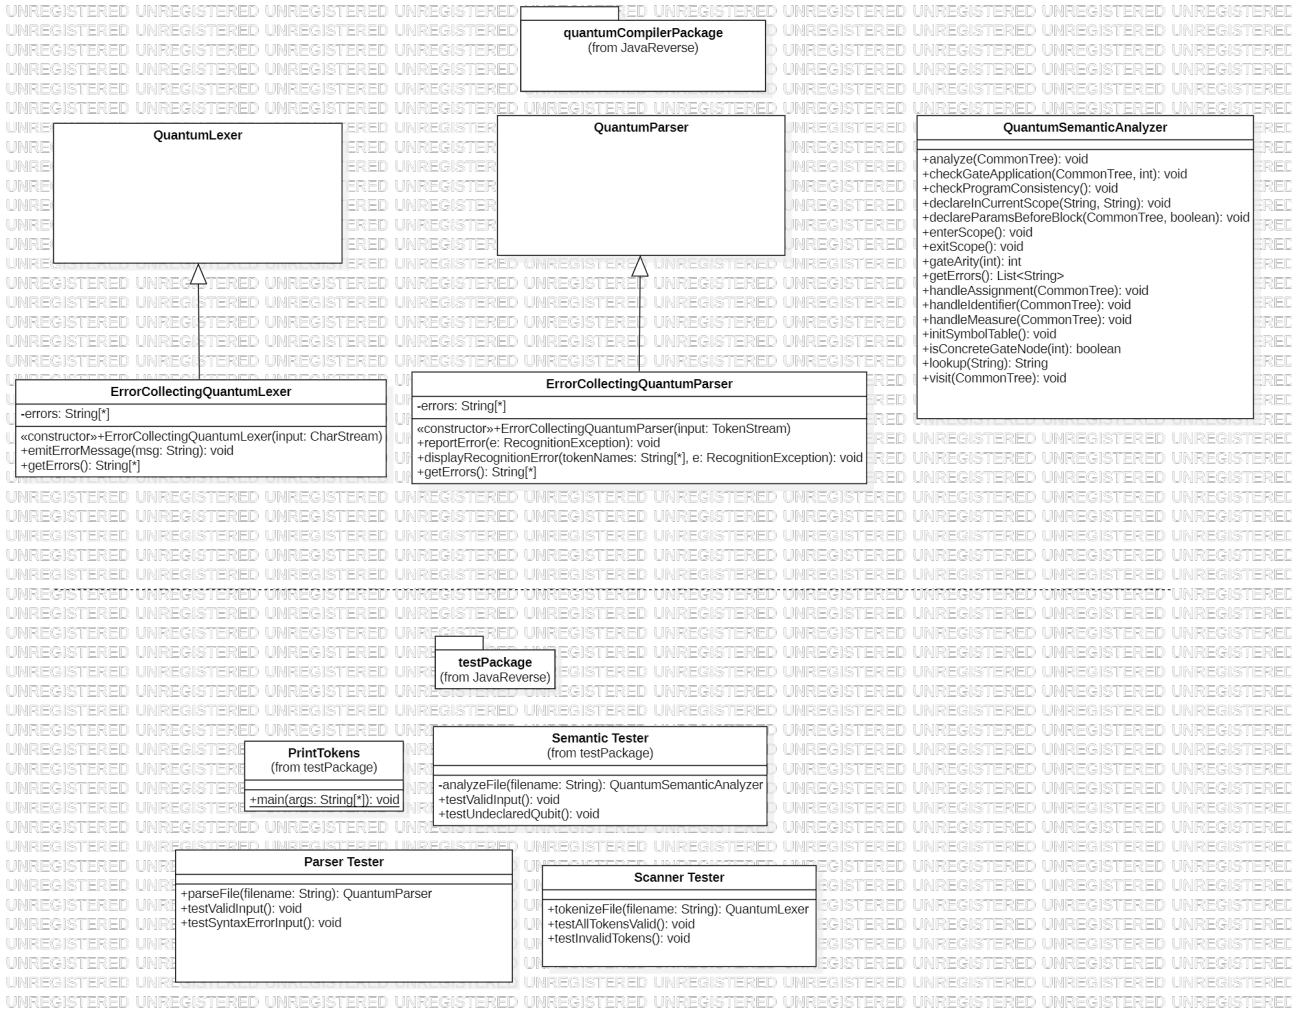 quantumCompilerPackage
(from JavaReverse)
QuantumLexer
QuantumParser
QuantumSemanticAnalyzer
+analyze(CommonTree): void
+checkGateApplication(CommonTree, int): void
+checkProgramConsistency(): void
+declareInCurrentScope(String, String): void
+declareParamsBeforeBlock(CommonTree, boolean): void
+enterScope(): void
+exitScope(): void
+gateArity(int): int
+getErrors(): List<String>
+handleAssignment(CommonTree): void
+handleIdentifier(CommonTree): void
+handleMeasure(CommonTree): void
+initSymbolTable(): void
+isConcreteGateNode(int): boolean
+lookup(String): String
+visit(CommonTree): void
ErrorCollectingQuantumLexer
-errors: String[*]
«constructor»+ErrorCollectingQuantumLexer(input: CharStream)
+emitErrorMessage(msg: String): void
+getErrors(): String[*]
ErrorCollectingQuantumParser
-errors: String[*]
«constructor»+ErrorCollectingQuantumParser(input: TokenStream)
+reportError(e: RecognitionException): void
+displayRecognitionError(tokenNames: String[*], e: RecognitionException): void
+getErrors(): String[*]
testPackage
(from JavaReverse)
PrintTokens
(from testPackage)
+main(args: String[*]): void
Semantic Tester
(from testPackage)
-analyzeFile(filename: String): QuantumSemanticAnalyzer
+testValidInput(): void
+testUndeclaredQubit(): void
Parser Tester
+parseFile(filename: String): QuantumParser
+testValidInput(): void
+testSyntaxErrorInput(): void
Scanner Tester
+tokenizeFile(filename: String): QuantumLexer
+testAllTokensValid(): void
+testInvalidTokens(): void
UNREGISTERED